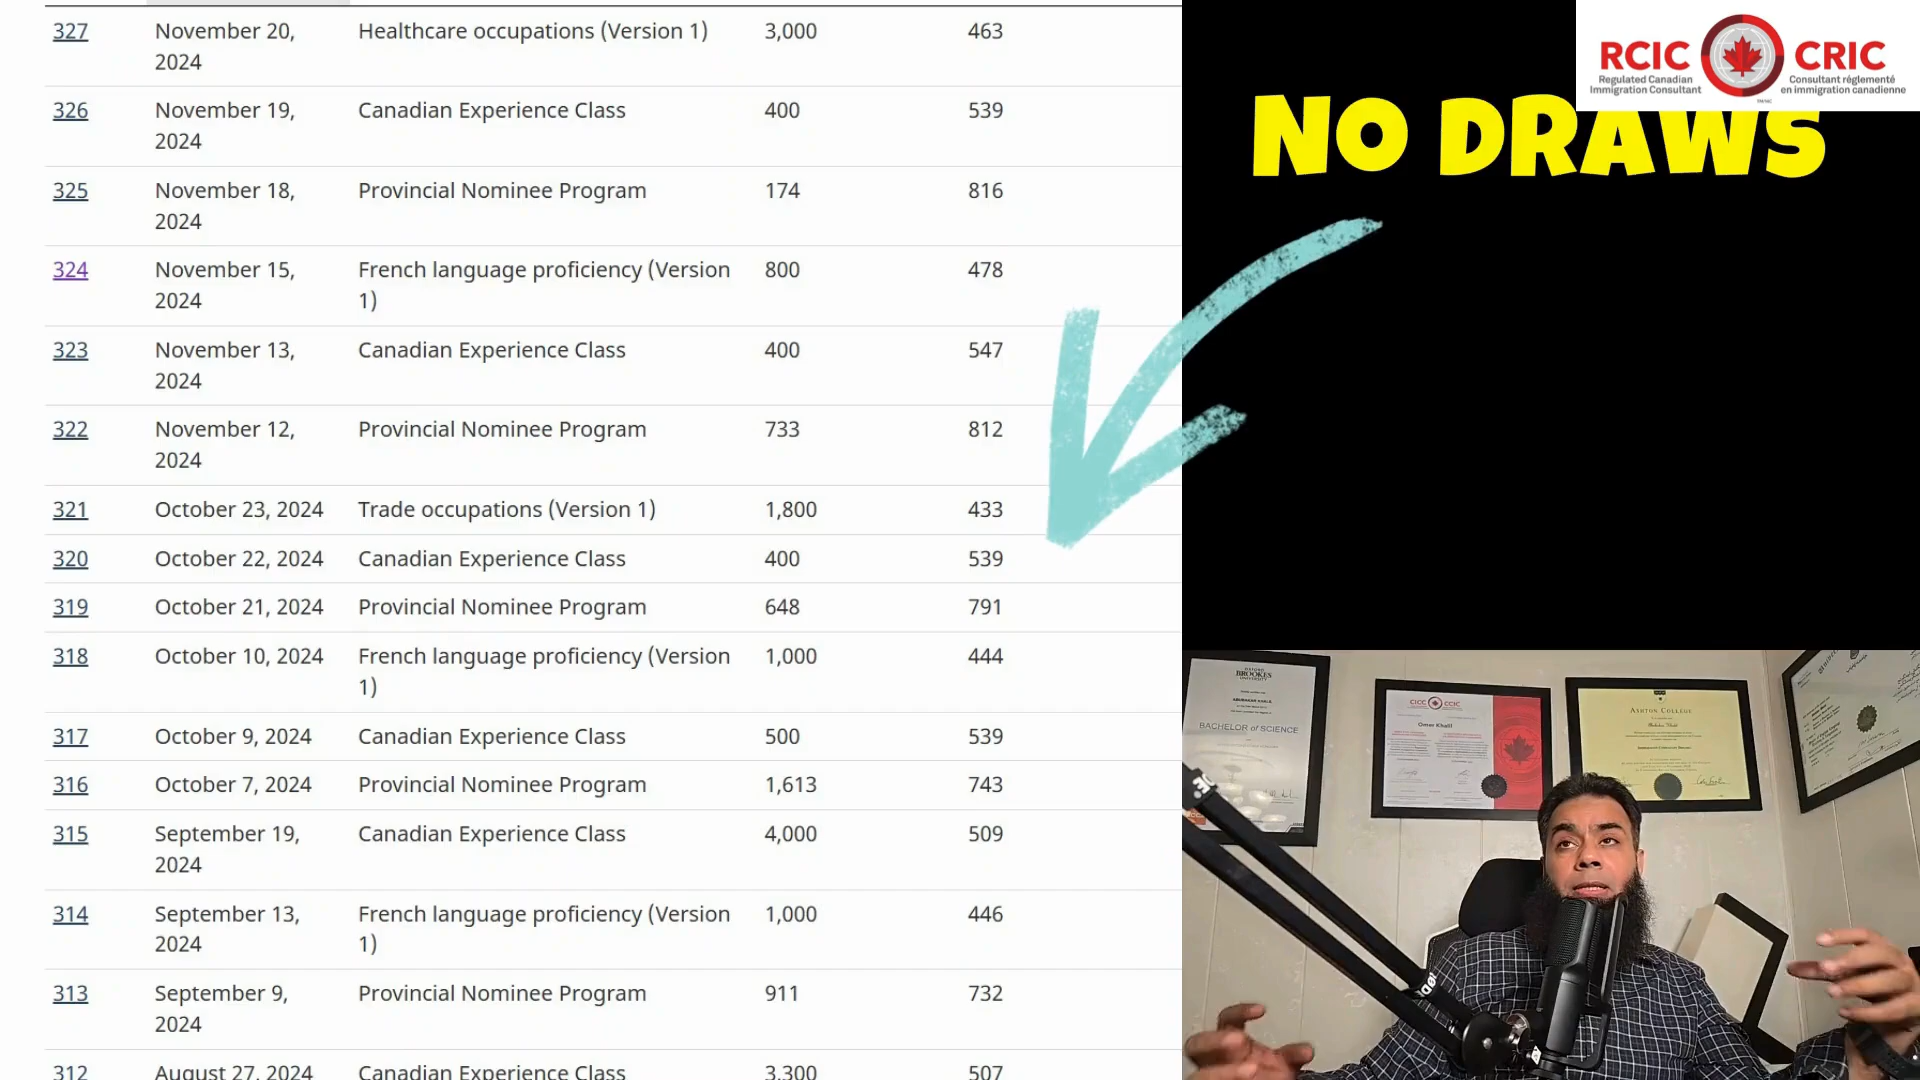 327 November 20, Healthcare occupations (Version 1) 3,000 463
2024
326 November 19, Canadian Experience Class 400 539
2024
325 November 18, Provincial Nominee Program 174 816
2024
324 November 15, French language proficiency (Version 800 478
2024 1)
323 November 13, Canadian Experience Class 400 547
2024
322 November 12, Provincial Nominee Program 733 812
2024
321 October 23, 2024 Trade occupations (Version 1) 1,800 433
320 October 22, 2024 Canadian Experience Class 400 539
319 October 21, 2024 Provincial Nominee Program 648 791
318 October 10, 2024 French language proficiency (Version 1,000 444
1)
317 October 9, 2024 Canadian Experience Class 500 539
316 October 7, 2024 Provincial Nominee Program 1,613 743
315 September 19, Canadian Experience Class 4,000 509
2024
314 September 13, French language proficiency (Version 1,000 446
2024 1)
313 September 9, Provincial Nominee Program 911 732
2024
312 August 27, 2024 Canadian Experience Class 3,300 507
RCIC CRIC
Regulated Canadian Consultant réglementé
Immigration Consultant en immigration canadienne
NO DRAWS
BROOKES
UNIVERSITY
BACHELOR of SCIENCE
CICC CCIC
Omar Khalil
ASHTON COLLEGE